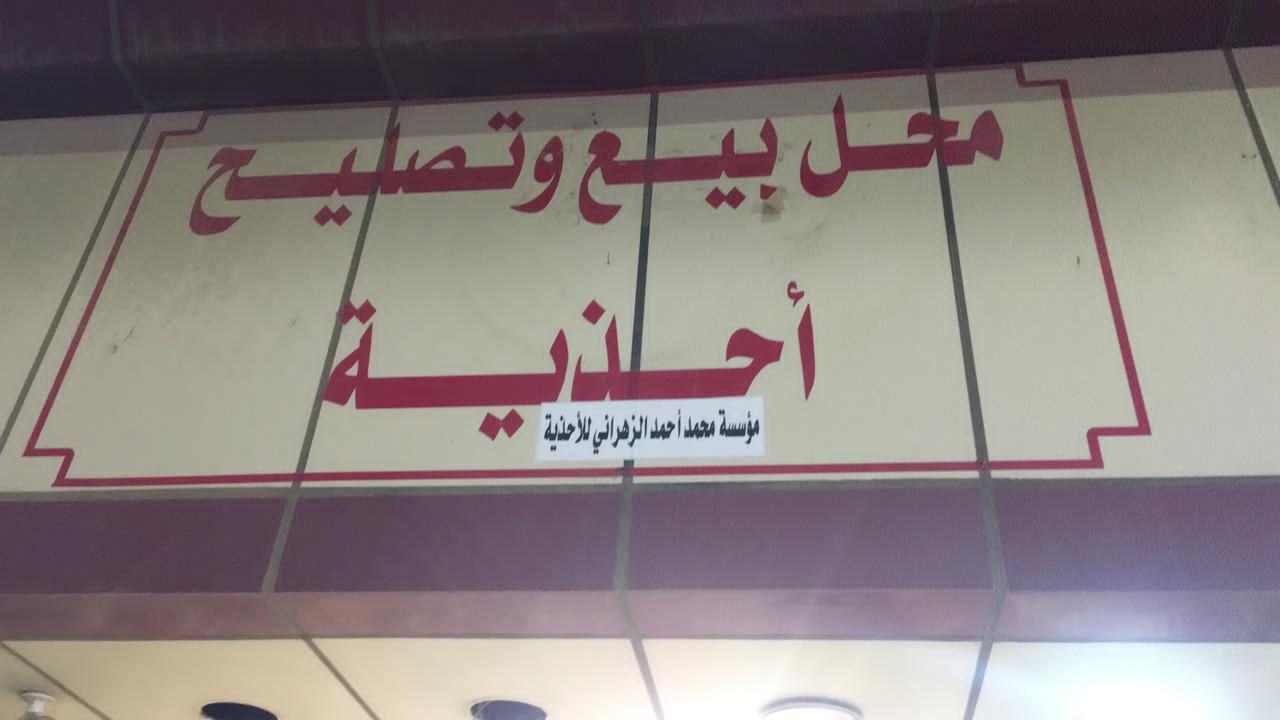 محل بيع وتصليح
أحذية
مؤسسة محمد أحمد الزهراني للأحذية